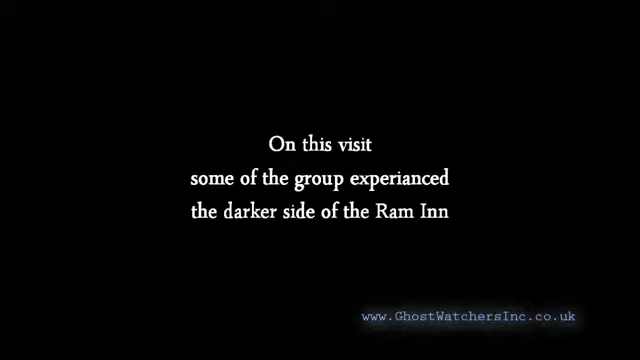 On this visit
some of the group experianced
the darker side of the Ram Inn
www.GhostWatchersInc.co.uk